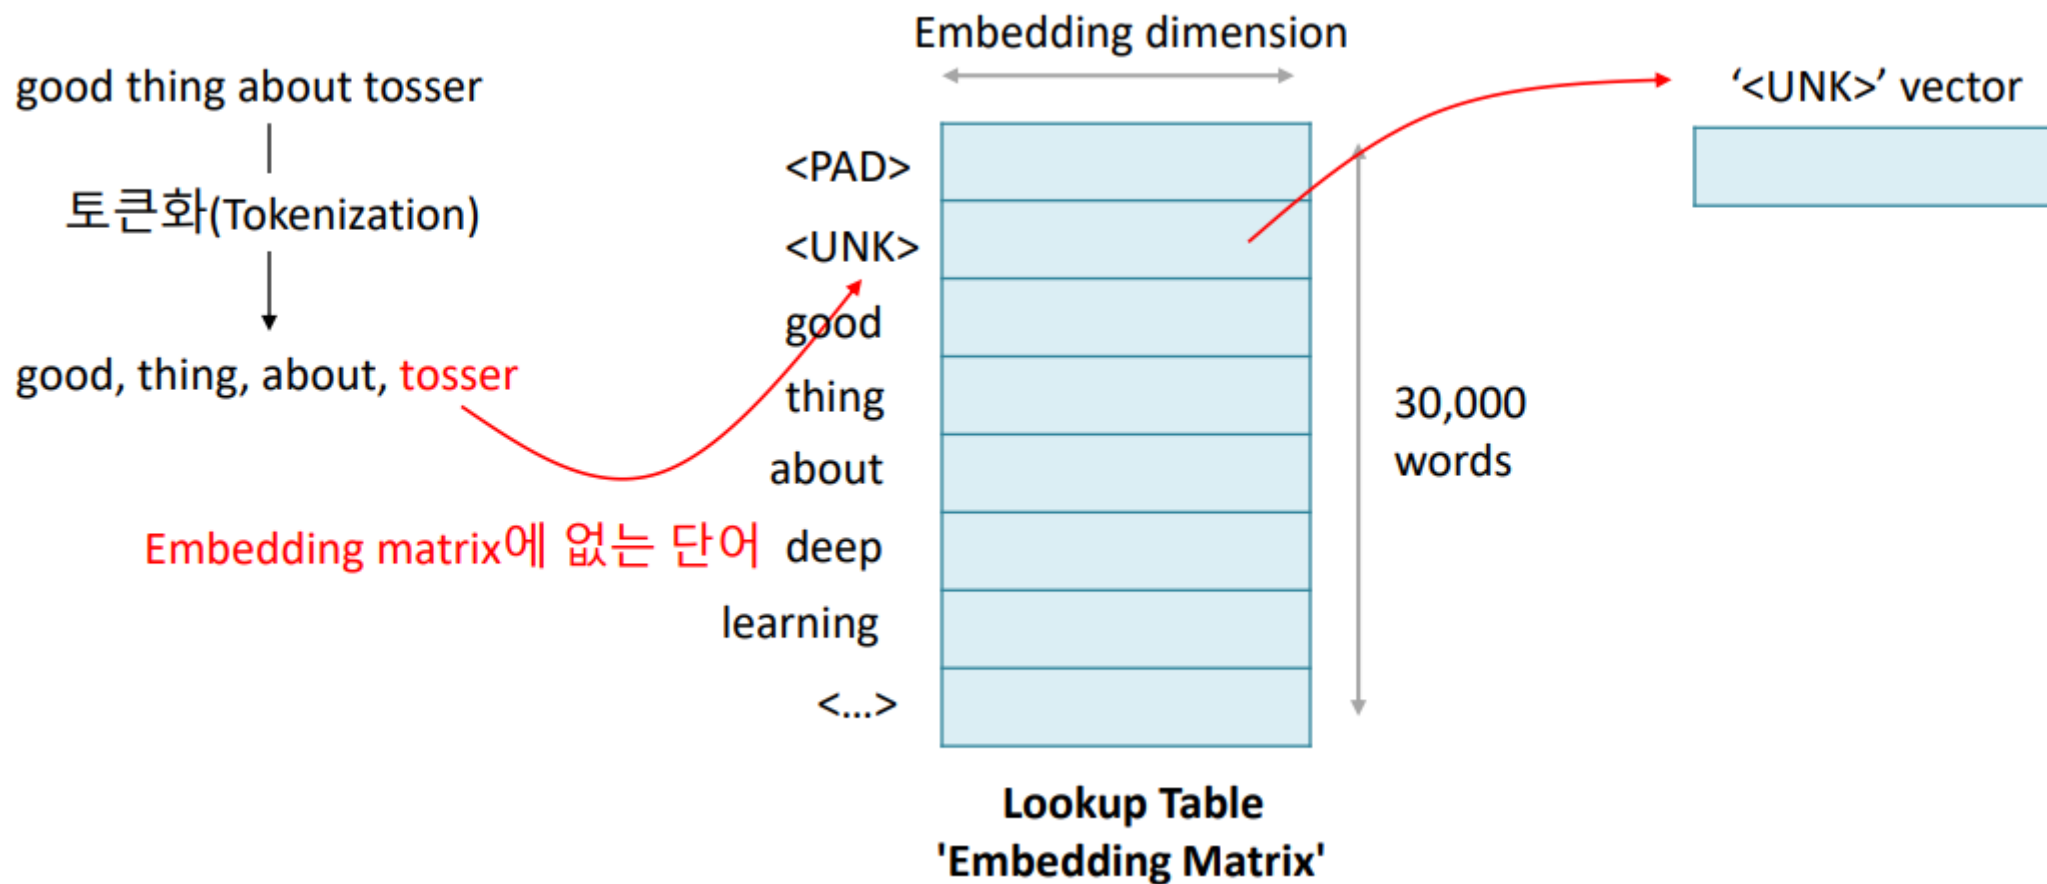 good thing about tosser
토큰화(Tokenization)
good, thing, about, tosser
Embedding matrix에 없는 단어
Embedding dimension
<PAD>
<UNK>
good
thing
about
deep
learning
<...>
30,000
words
Lookup Table
'Embedding Matrix'
‘<UNK>’ vector